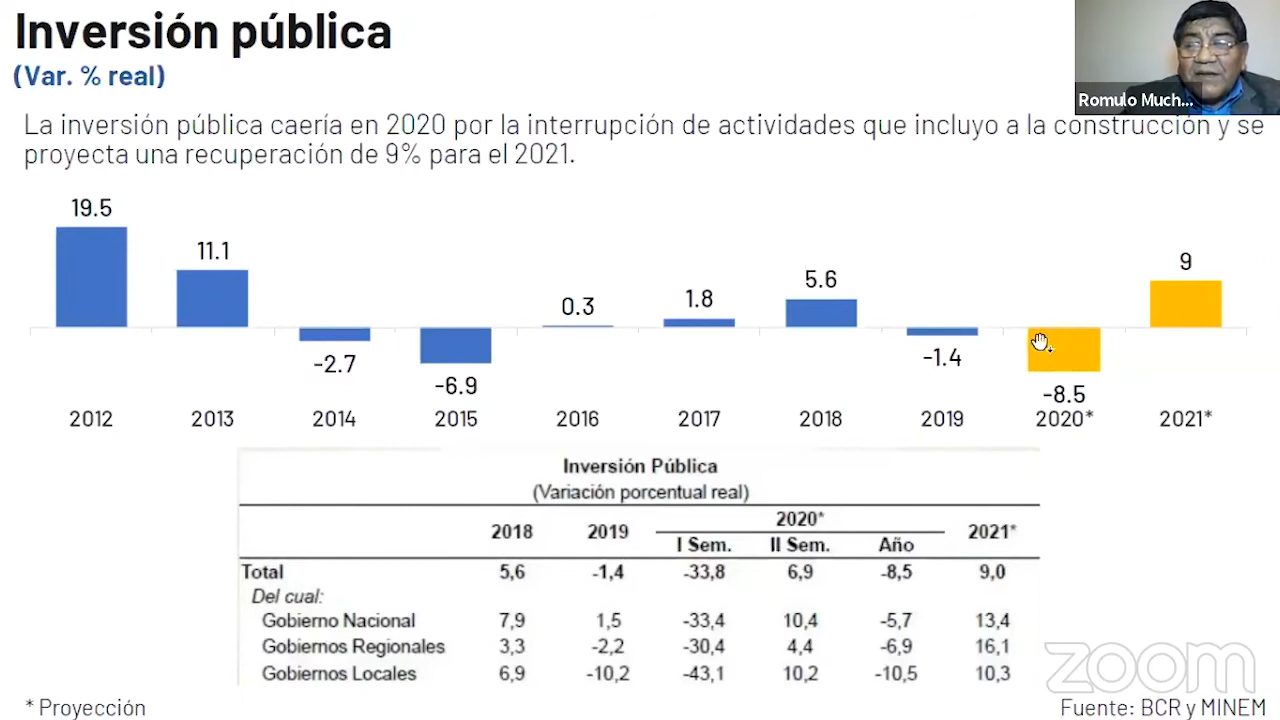 Inversión pública
(Var. % real)
Romulo Much...
La inversión pública caería en 2020 por la interrupción de actividades que incluyo a la construcción y se
proyecta una recuperación de 9% para el 2021.
19.5
11.1
-2.7
-6.9
0.3
1.8
5.6
-1.4
-8.5
9
2012 2013 2014 2015 2016 2017 2018 2019 2020* 2021*
Inversión Pública
(Variación porcentual real)
2018 2019 2020* 2021*
I Sem. II Sem. Año
Total 5,6 -1,4 -33,8 6,9 -8,5 9,0
Del cual:
Gobierno Nacional 7,9 1,5 -33,4 10,4 -5,7 13,4
Gobiernos Regionales 3,3 -2,2 -30,4 4,4 -6,9 16,1
Gobiernos Locales 6,9 -10,2 -43,1 10,2 -10,5 10,3
zoom
* Proyección
Fuente: BCR y MINEM